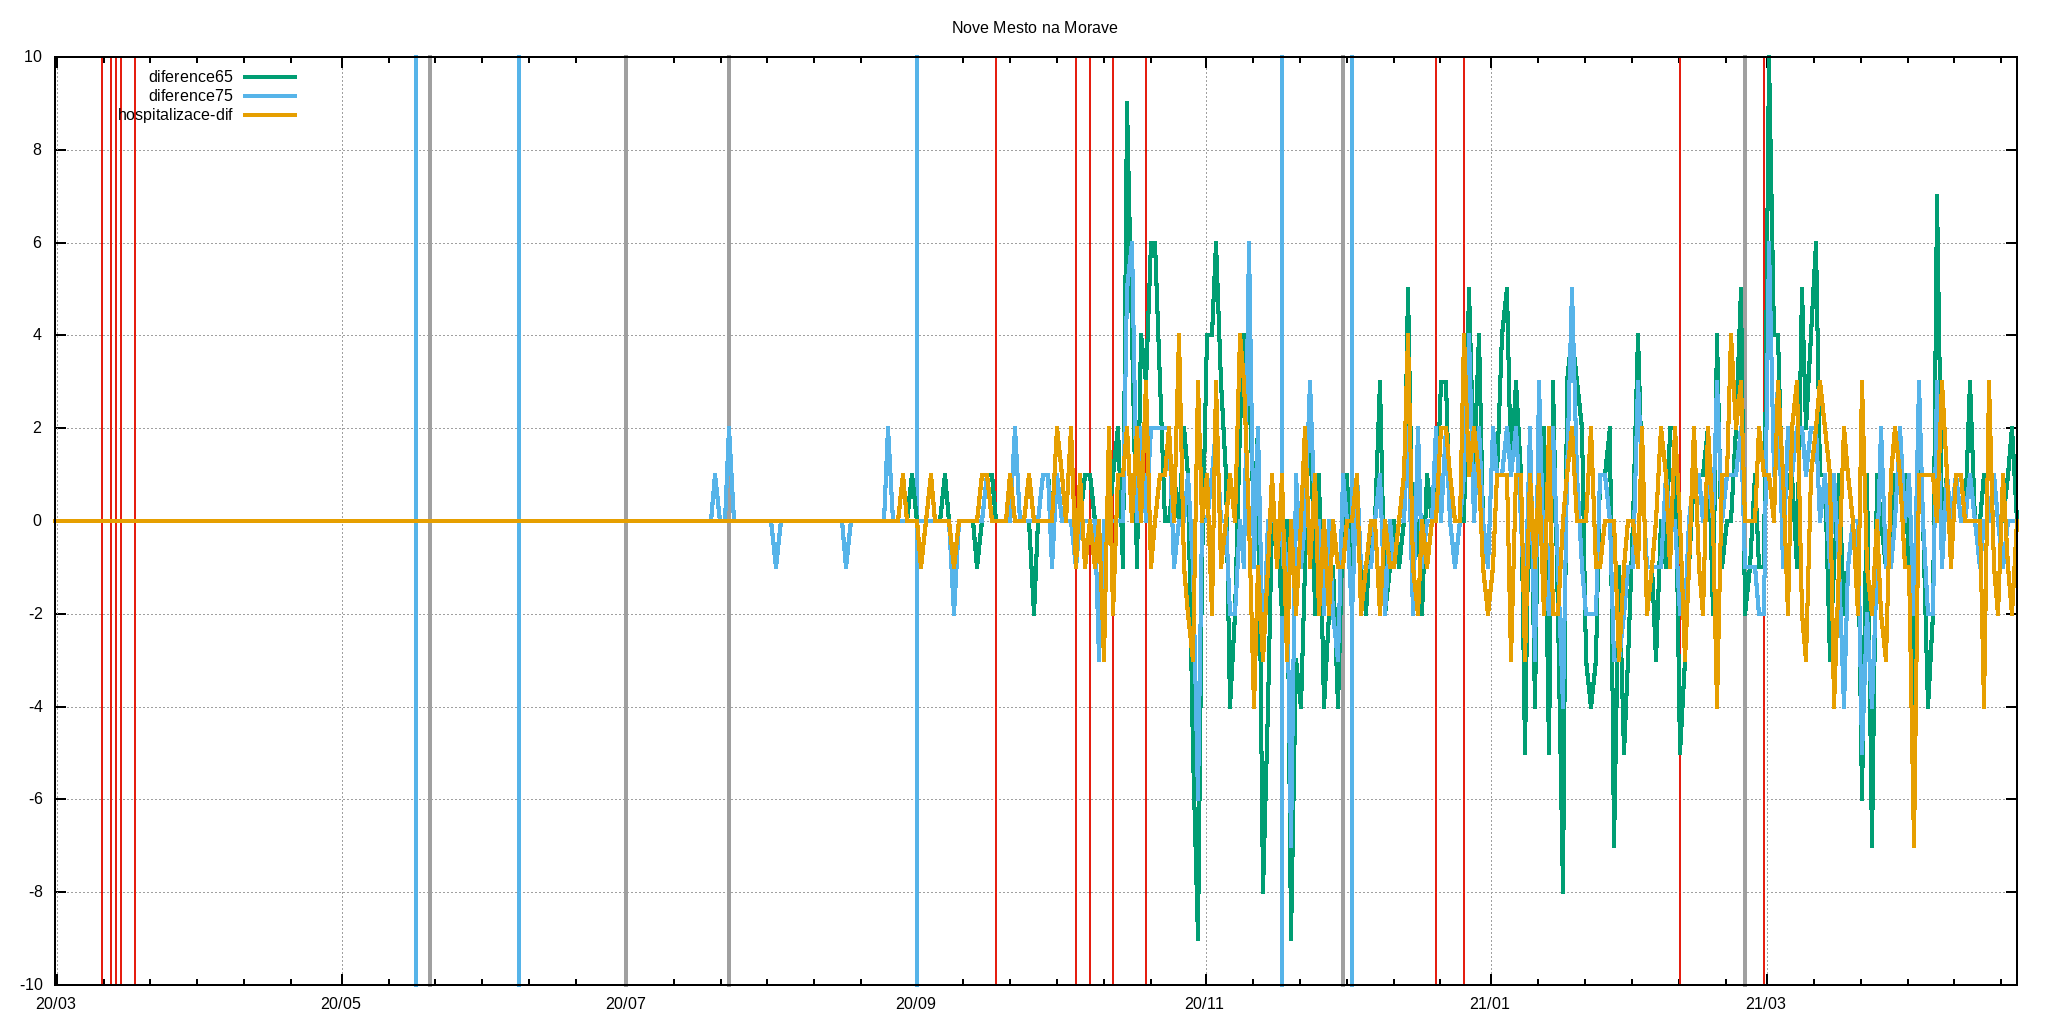 Nove Mesto na Morave
10
diference65
diference75
hospitalizace-dif
8
6
4
2
0
-2
-4
-6
-8
-10
20/03 20/05 20/07 20/09 20/11 21/01 21/03